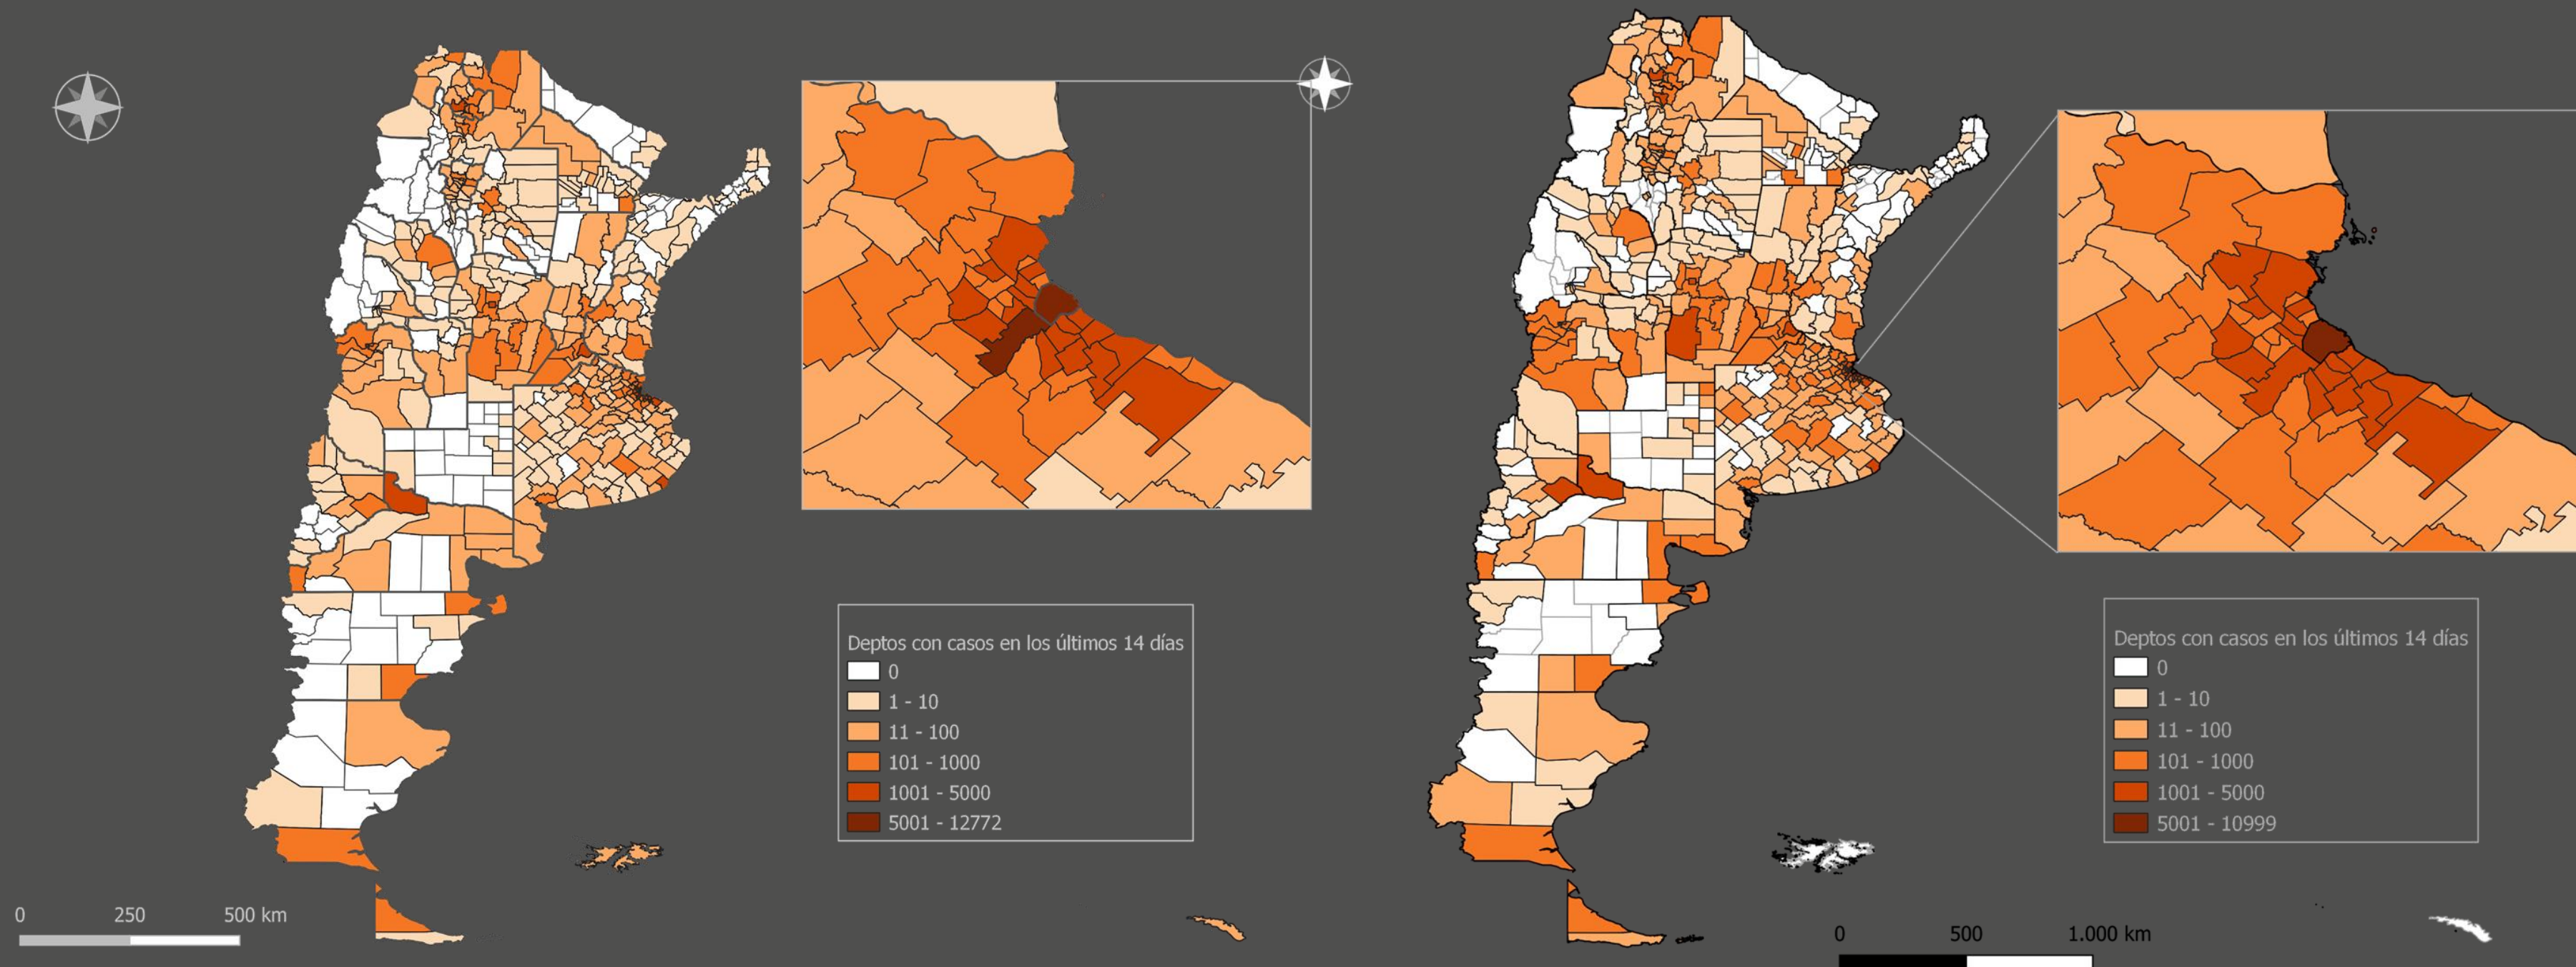 Deptos con casos en los últimos 14 días
0
1 - 10
11 - 100
101 - 1000
1001 - 5000
5001 - 12772
0 250 500 km
Deptos con casos en los últimos 14 días
0
1 - 10
11 - 100
101 - 1000
1001 - 5000
5001 - 10999
0 500 1.000 km